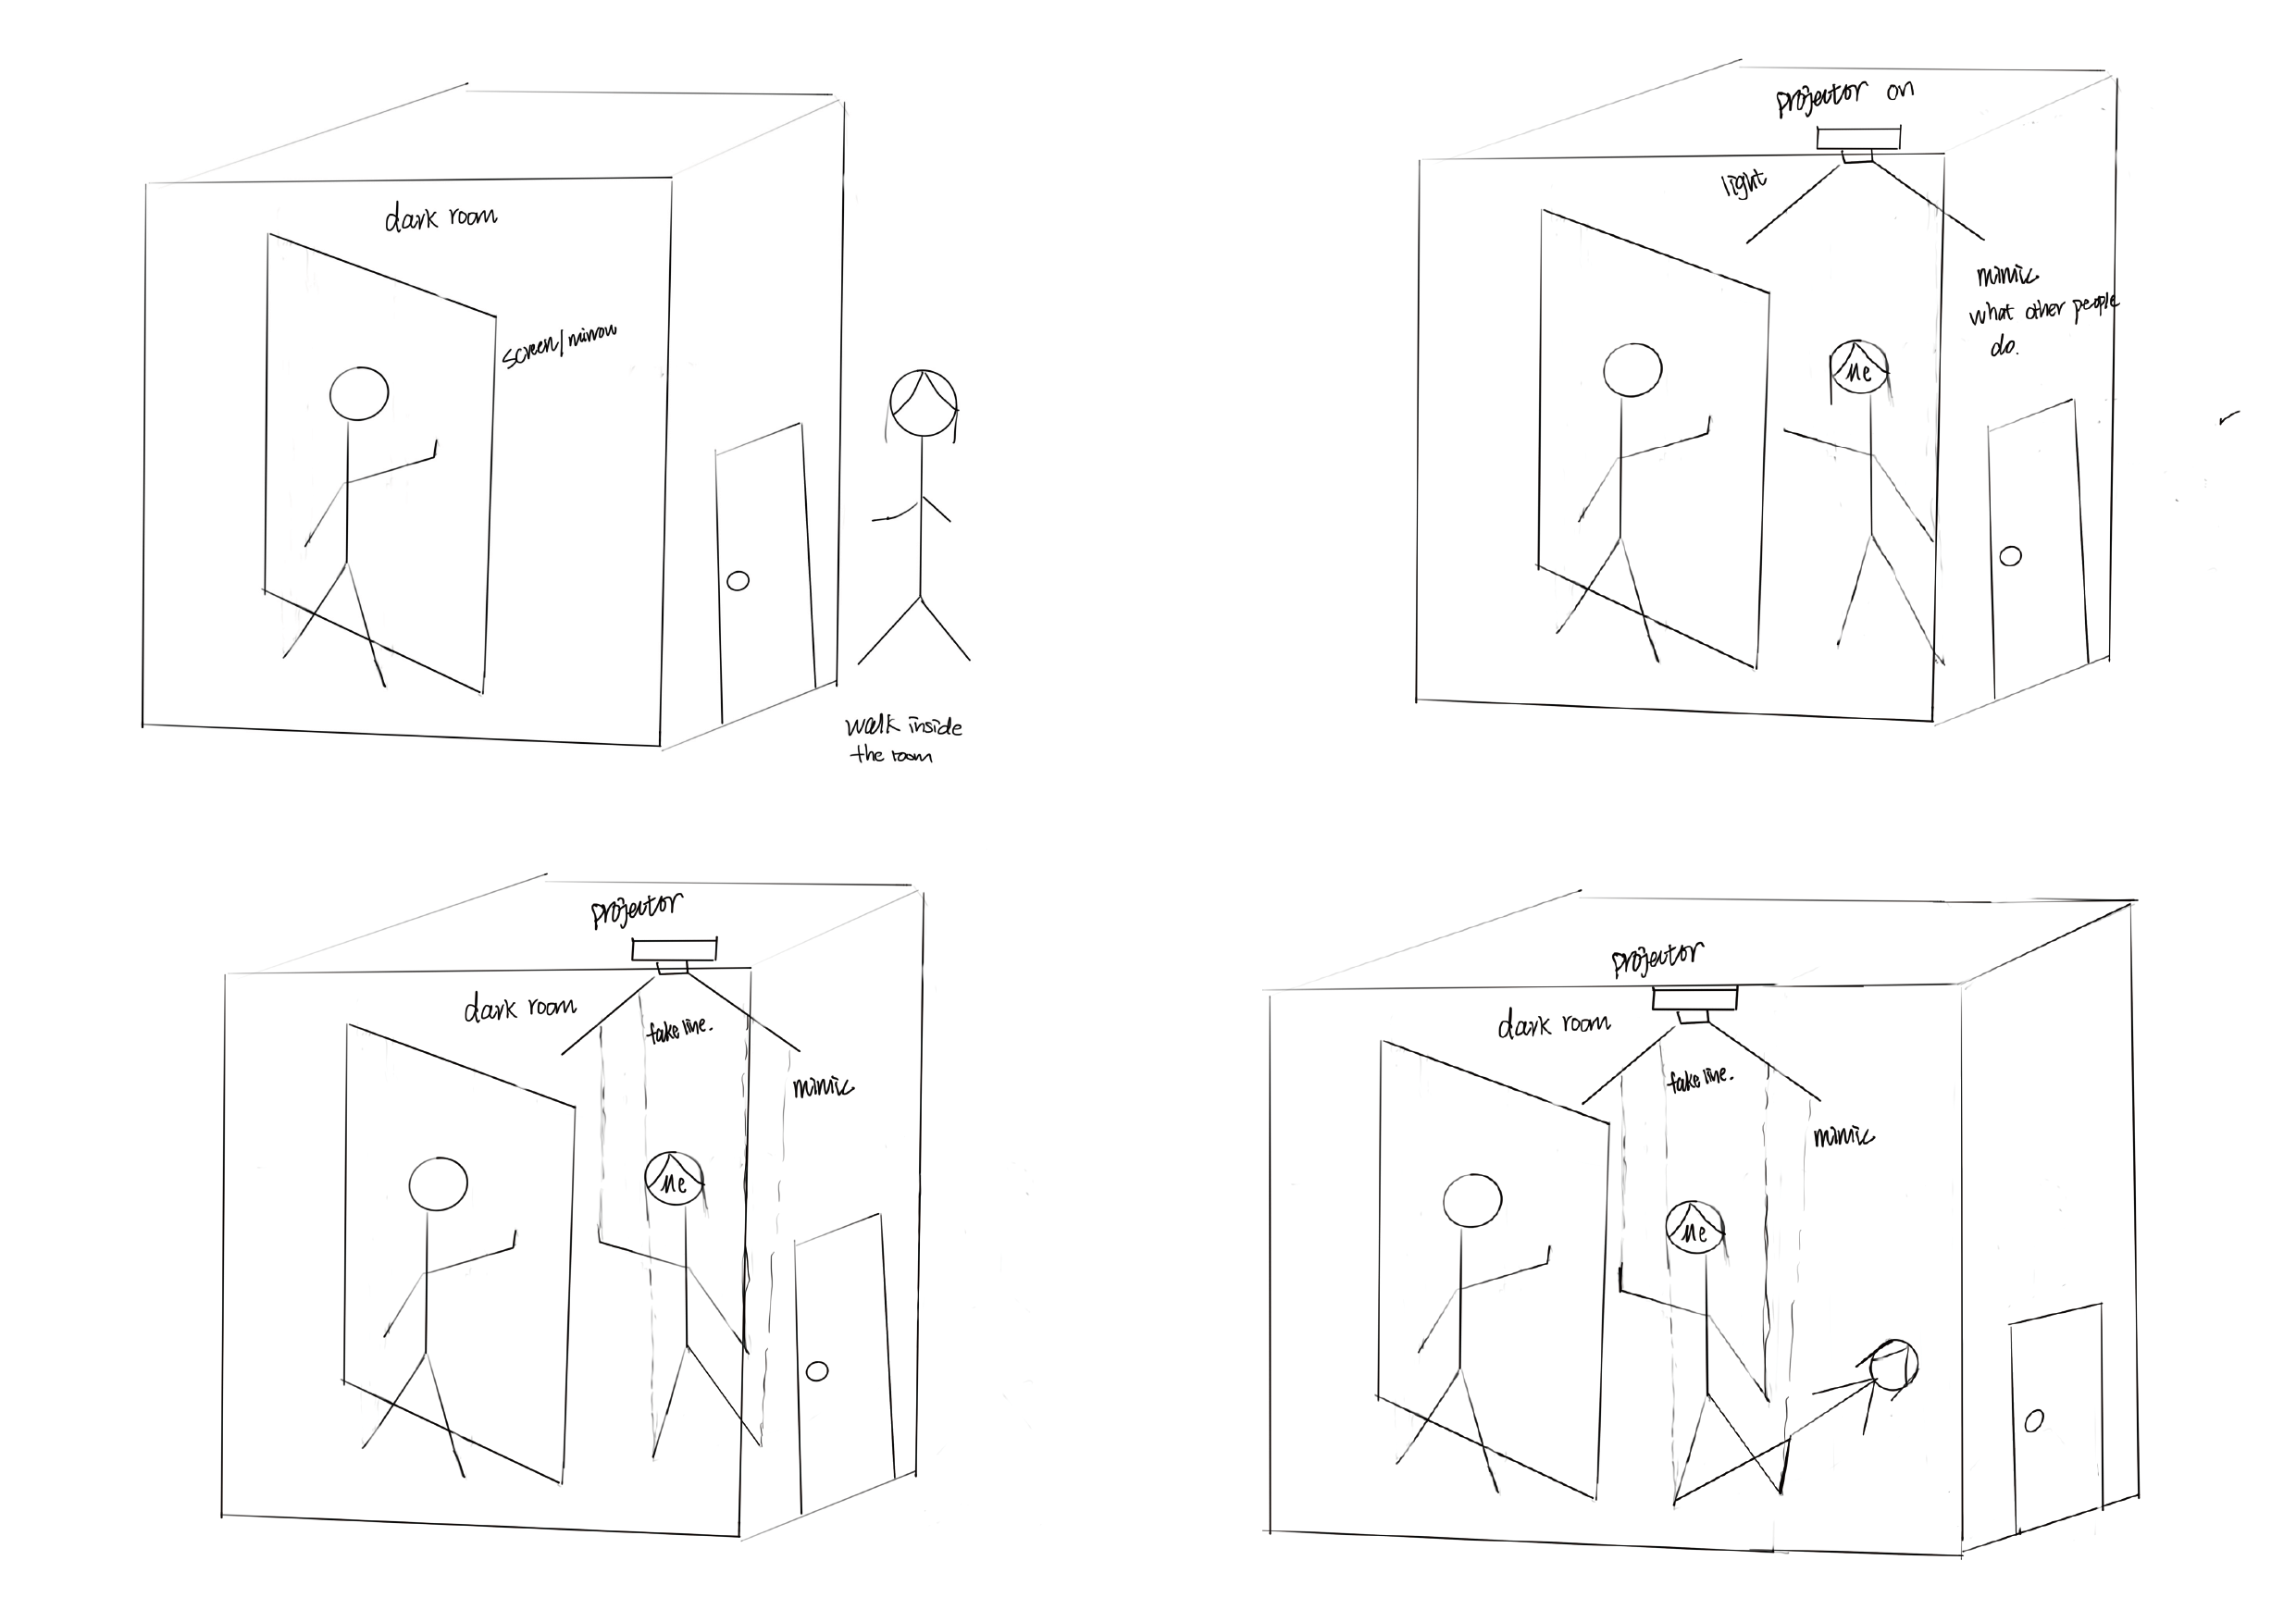 dark room
screen/mirrow
walk inside
the room
projector on
light
mimic
what other people
do.
Me
projector
dark room
fake line.
mimic
Me
projector
dark room
fake line.
mimic
Me